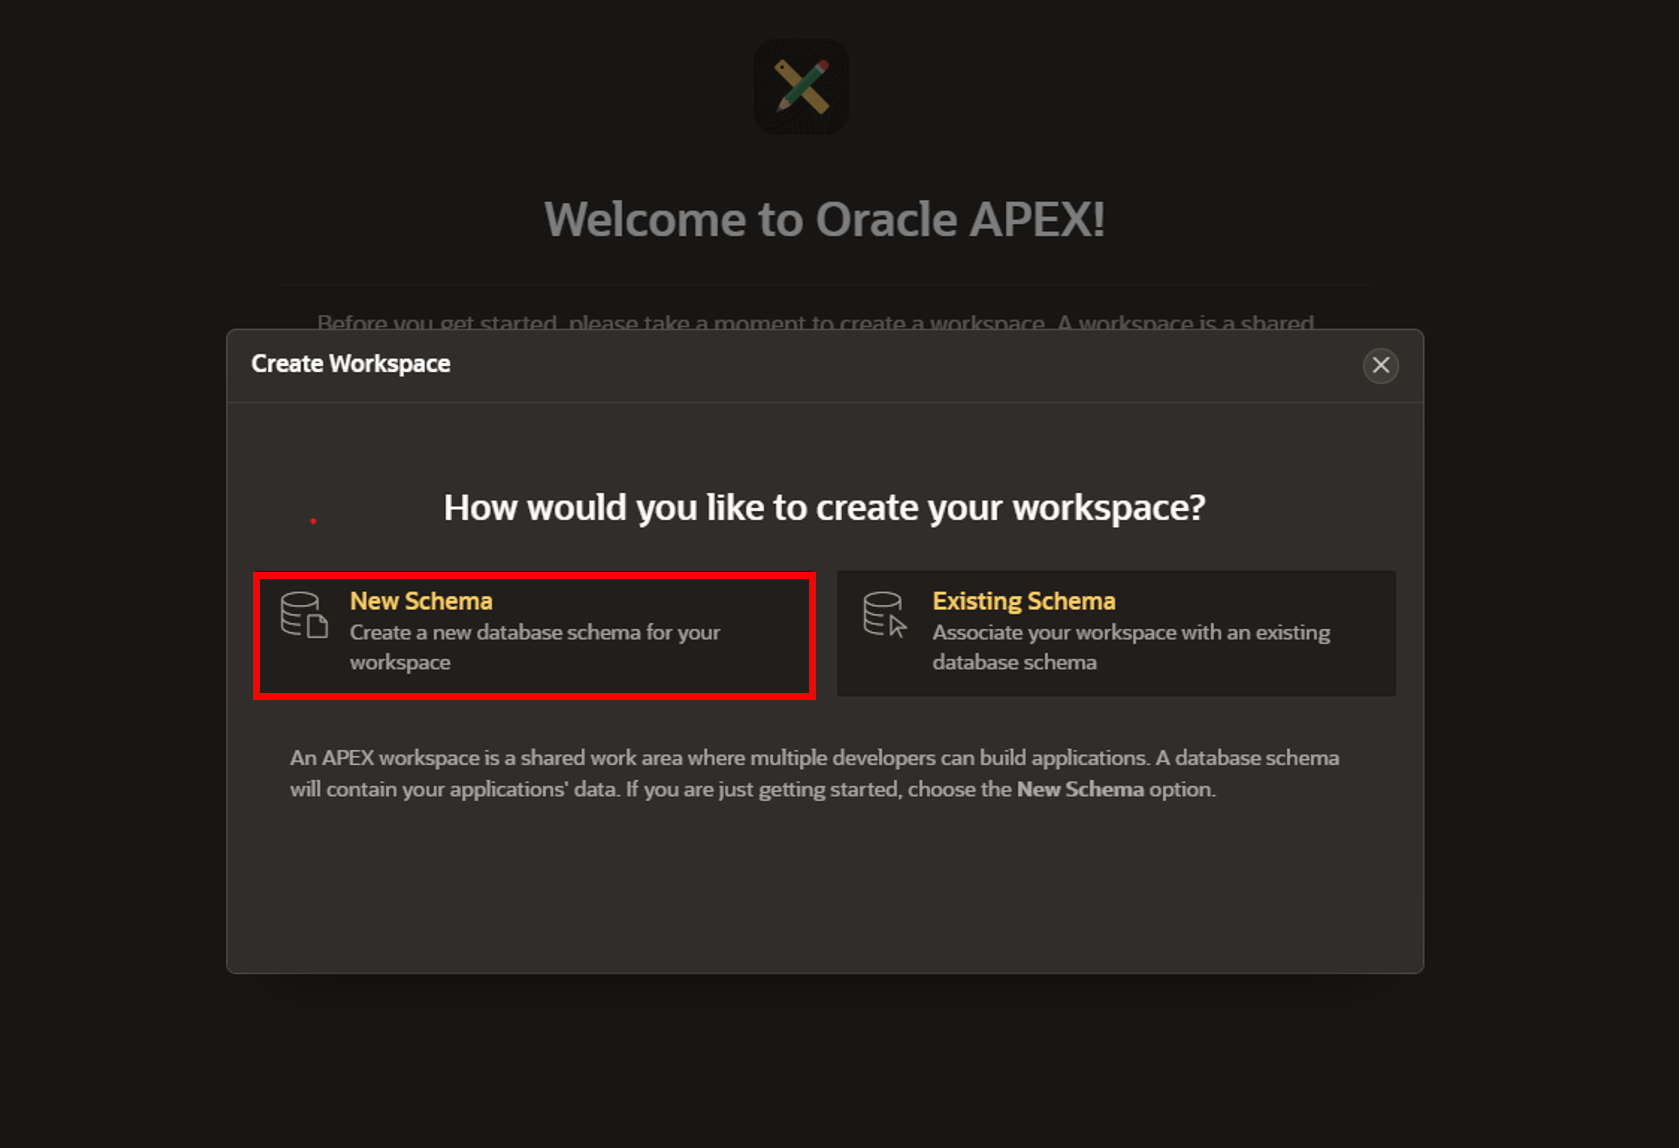 Welcome to Oracle APEX!
Before you get started, please take a moment to create a workspace. A workspace is a shared
Create Workspace
How would you like to create your workspace?
New Schema
Create a new database schema for your
workspace
Existing Schema
Associate your workspace with an existing
database schema
An APEX workspace is a shared work area where multiple developers can build applications. A database schema
will contain your applications' data. If you are just getting started, choose the New Schema option.